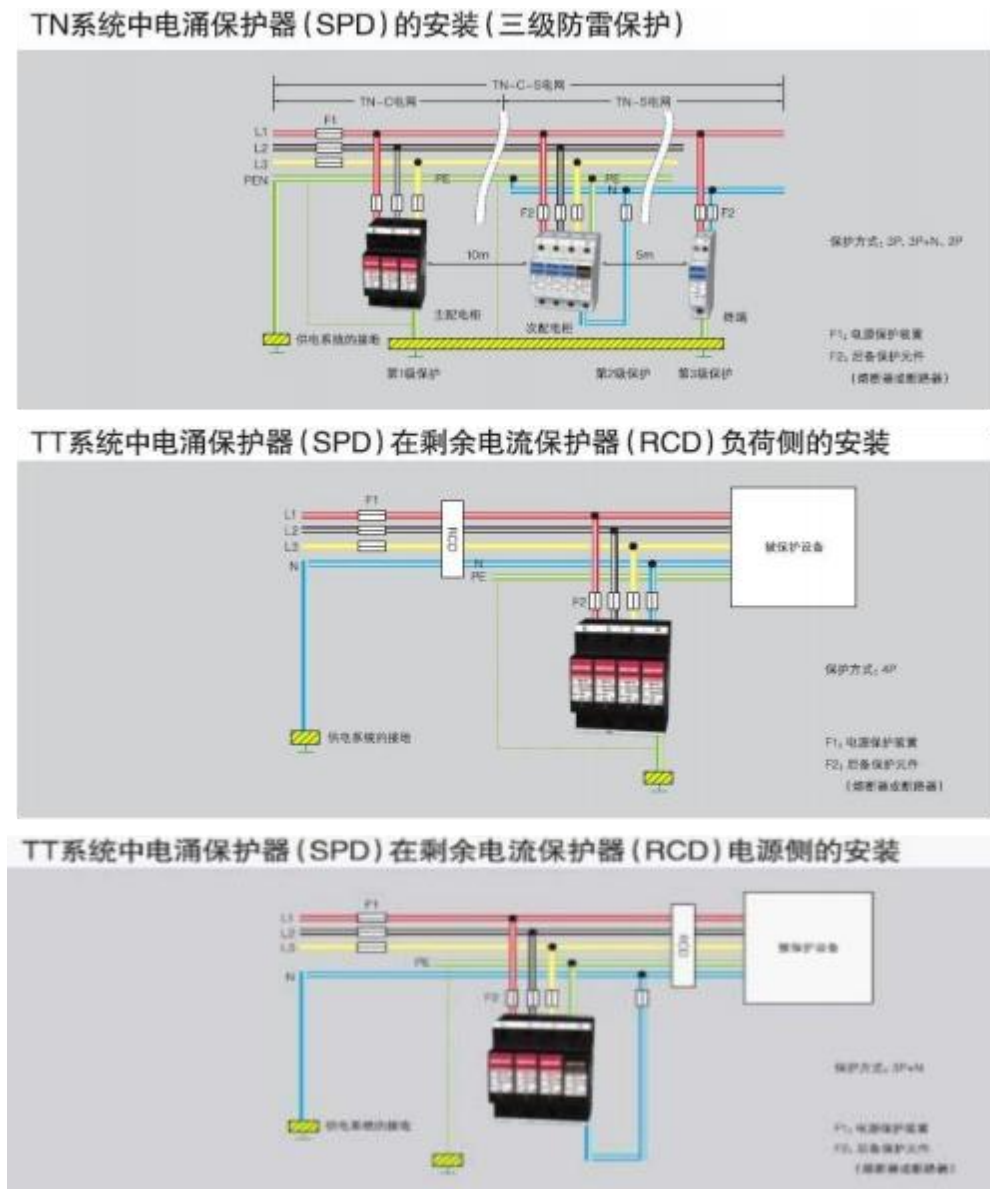 TN系统中电涌保护器(SPD)的安装(三级防雷保护)
TN-C-S电网
TN-C电网
TN-S电网
F1
L1
L2
L3
PEN
PE
PE
N
F2
F2
10m
5m
保护方式：3P、3P+N、2P
主配电柜
次配电柜
终端
供电系统的接地
F1：电源保护装置
F2：后备保护元件
(熔断器或断路器)
第1级保护
第2级保护
第3级保护
TT系统中电涌保护器(SPD)在剩余电流保护器(RCD)负荷侧的安装
F1
L1
L2
L3
N
RCD
N
PE
被保护设备
F2
保护方式：4P
供电系统的接地
F1：电源保护装置
F2：后备保护元件
(熔断器或断路器)
TT系统中电涌保护器(SPD)在剩余电流保护器(RCD)电源侧的安装
F1
L1
L2
L3
PE
N
RCD
被保护设备
F2
保护方式：3P+N
供电系统的接地
F1：电源保护装置
F2：后备保护元件
(熔断器或断路器)